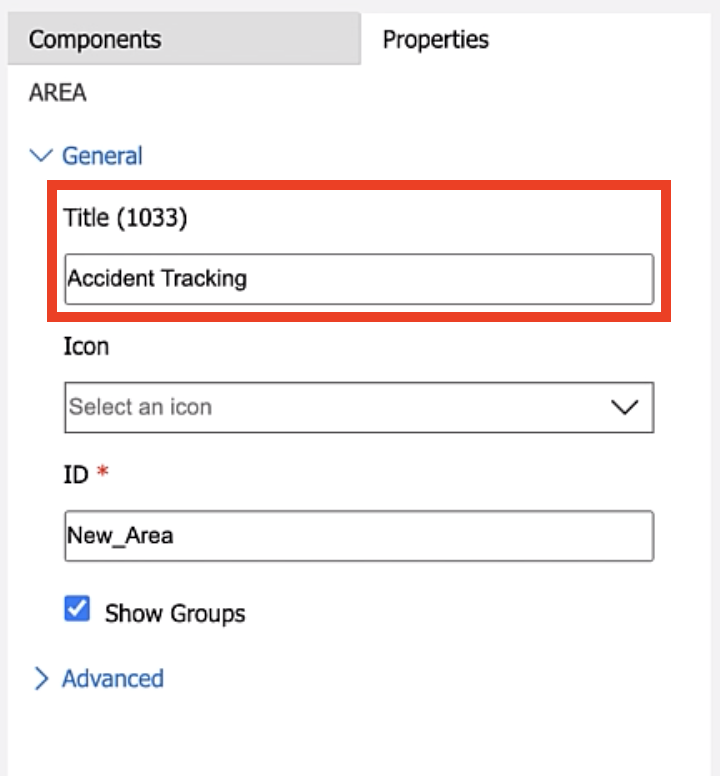 Components
Properties
AREA
General
Title (1033)
Accident Tracking
Icon
Select an icon
ID *
New_Area
Show Groups
Advanced